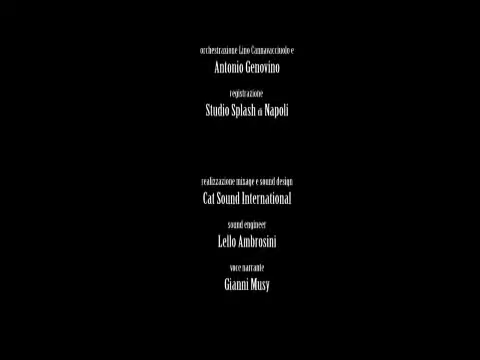 orchestrazione Lino Cannavacciuolo e
Antonio Genovino
registrazione
Studio Splash di Napoli
realizzazione mixage e sound design
Cat Sound International
sound engineer
Lello Ambrosini
voce narrante
Gianni Musy